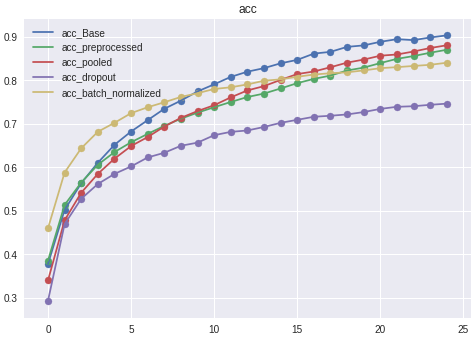 acc
0.9
0.8
0.7
0.6
0.5
0.4
0.3
acc_Base
acc_preprocessed
acc_pooled
acc_dropout
acc_batch_normalized
0 5 10 15 20 25